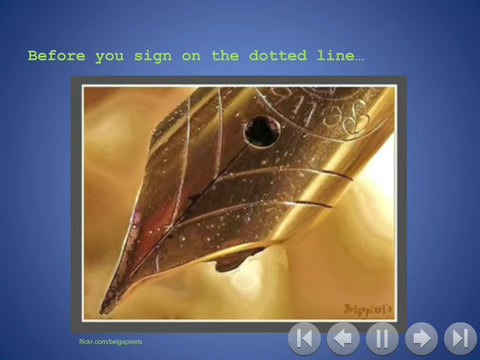 Before you sign on the dotted line…
Belgapixel's
flickr.com/belgapixels